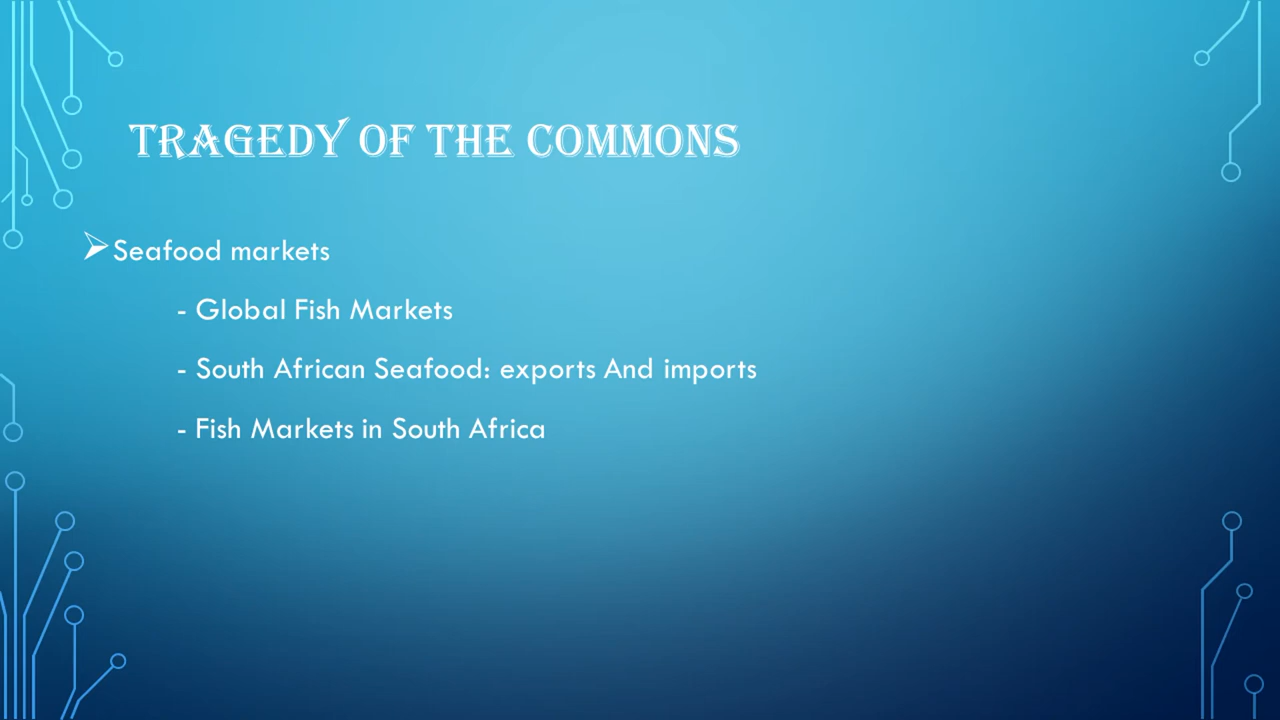 TRAGEDY OF THE COMMONS
➢Seafood markets
- Global Fish Markets
- South African Seafood: exports And imports
- Fish Markets in South Africa